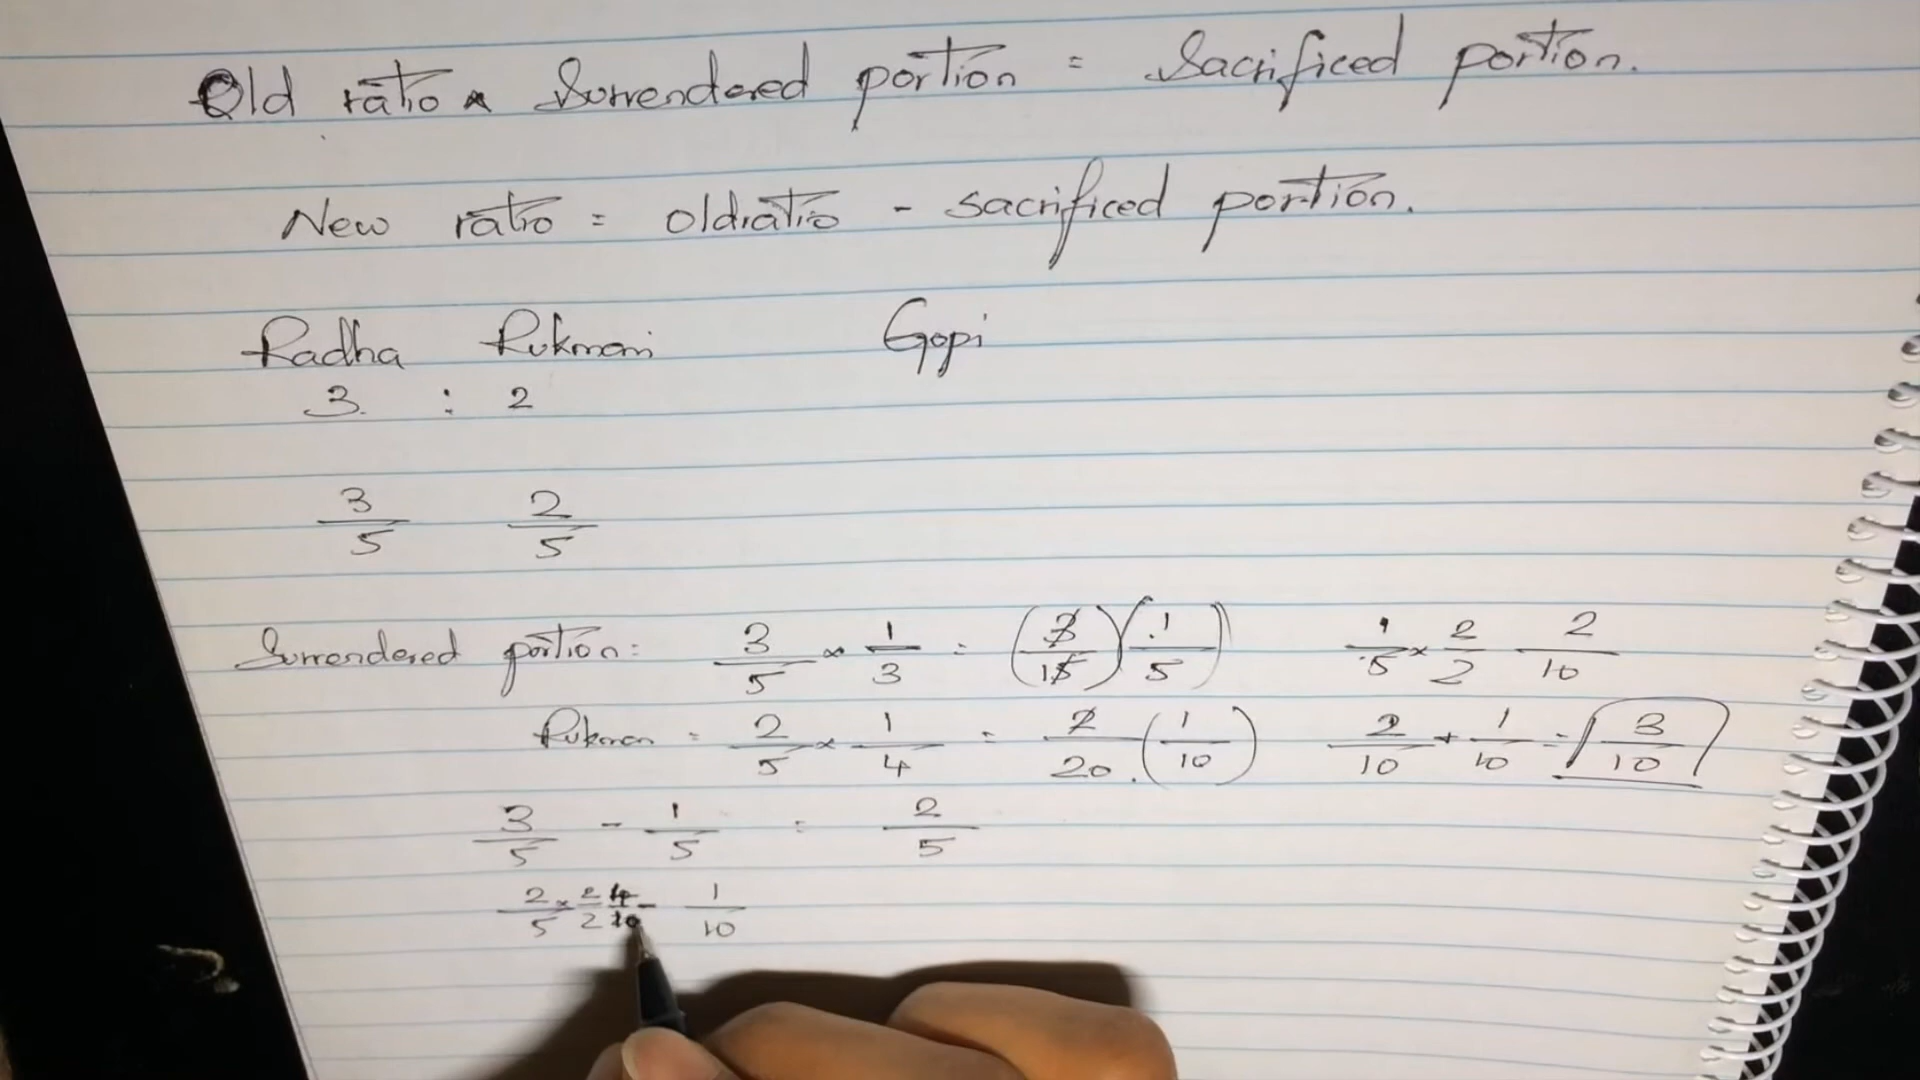 Old ratio × Surrendered portion = Sacrificed portion.
New ratio = old ratio - sacrificed portion.
Radha Rukmani Gopi
3 : 2
3/5 2/5
Surrendered portion: 3/5 × 1/3 = (3/15) (1/5) 1/5 × 2/2 2/10
Rukman = 2/5 × 1/4 = 2/20 . (1/10) 2/10 + 1/10 = 3/10
3/5 - 1/5 = 2/5
2/5 × 2/2 4/10 - 1/10